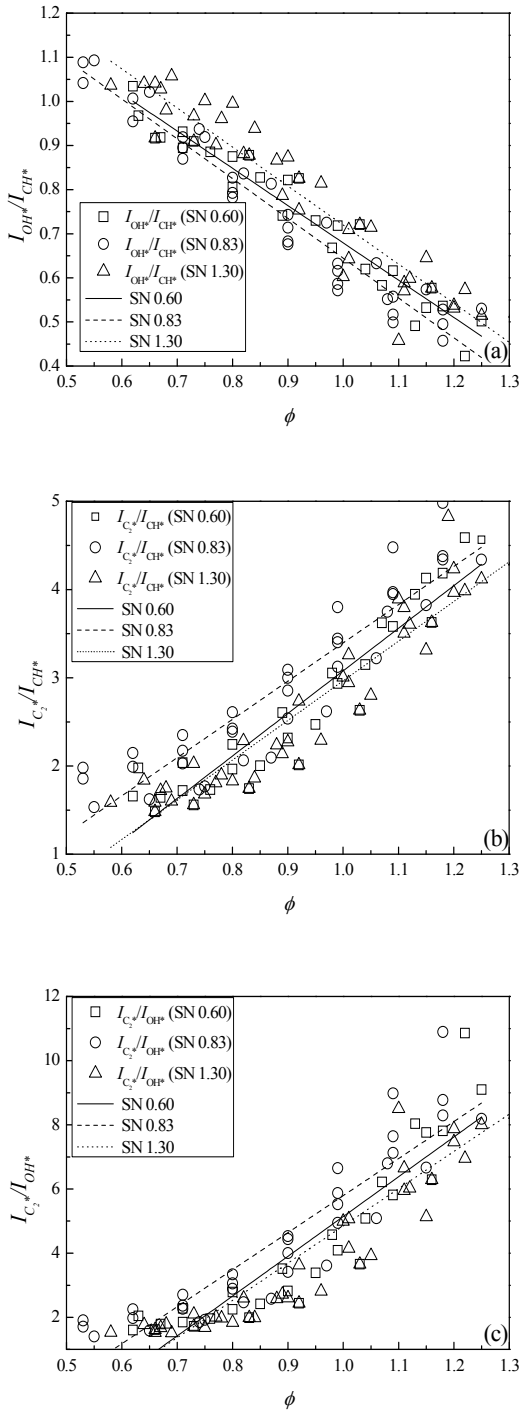 1.2
1.1
1.0
0.9
0.8
0.7
0.6
0.5
0.4
I_OH*/I_CH*
I_OH*/I_CH* (SN 0.60)
I_OH*/I_CH* (SN 0.83)
I_OH*/I_CH* (SN 1.30)
SN 0.60
SN 0.83
SN 1.30
(a)
0.5 0.6 0.7 0.8 0.9 1.0 1.1 1.2 1.3
ϕ
5
4
3
2
1
I_C2*/I_CH*
I_C2*/I_CH* (SN 0.60)
I_C2*/I_CH* (SN 0.83)
I_C2*/I_CH* (SN 1.30)
SN 0.60
SN 0.83
SN 1.30
(b)
0.5 0.6 0.7 0.8 0.9 1.0 1.1 1.2 1.3
ϕ
12
10
8
6
4
2
I_C2*/I_OH*
I_C2*/I_OH* (SN 0.60)
I_C2*/I_OH* (SN 0.83)
I_C2*/I_OH* (SN 1.30)
SN 0.60
SN 0.83
SN 1.30
(c)
0.5 0.6 0.7 0.8 0.9 1.0 1.1 1.2 1.3
ϕ